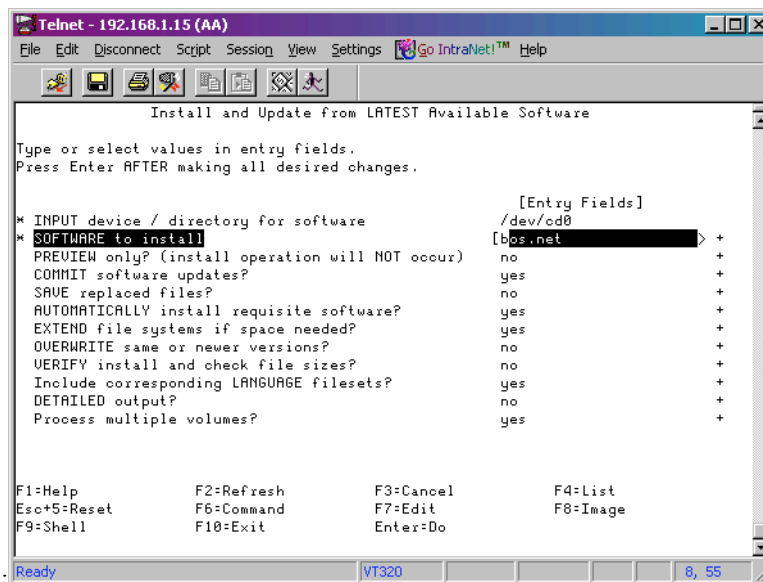 Telnet - 192.168.1.15 (AA)
File Edit Disconnect Script Session View Settings Go IntraNet!™ Help
Install and Update from LATEST Available Software
Type or select values in entry fields.
Press Enter AFTER making all desired changes.
[Entry Fields]
* INPUT device / directory for software /dev/cd0
* SOFTWARE to install [bos.net > +
PREVIEW only? (install operation will NOT occur) no +
COMMIT software updates? yes +
SAVE replaced files? no +
AUTOMATICALLY install requisite software? yes +
EXTEND file systems if space needed? yes +
OVERWRITE same or newer versions? no +
VERIFY install and check file sizes? no +
Include corresponding LANGUAGE filesets? yes +
DETAILED output? no +
Process multiple volumes? yes +
F1=Help F2=Refresh F3=Cancel F4=List
Esc+5=Reset F6=Command F7=Edit F8=Image
F9=Shell F10=Exit Enter=Do
Ready VT320 8, 55